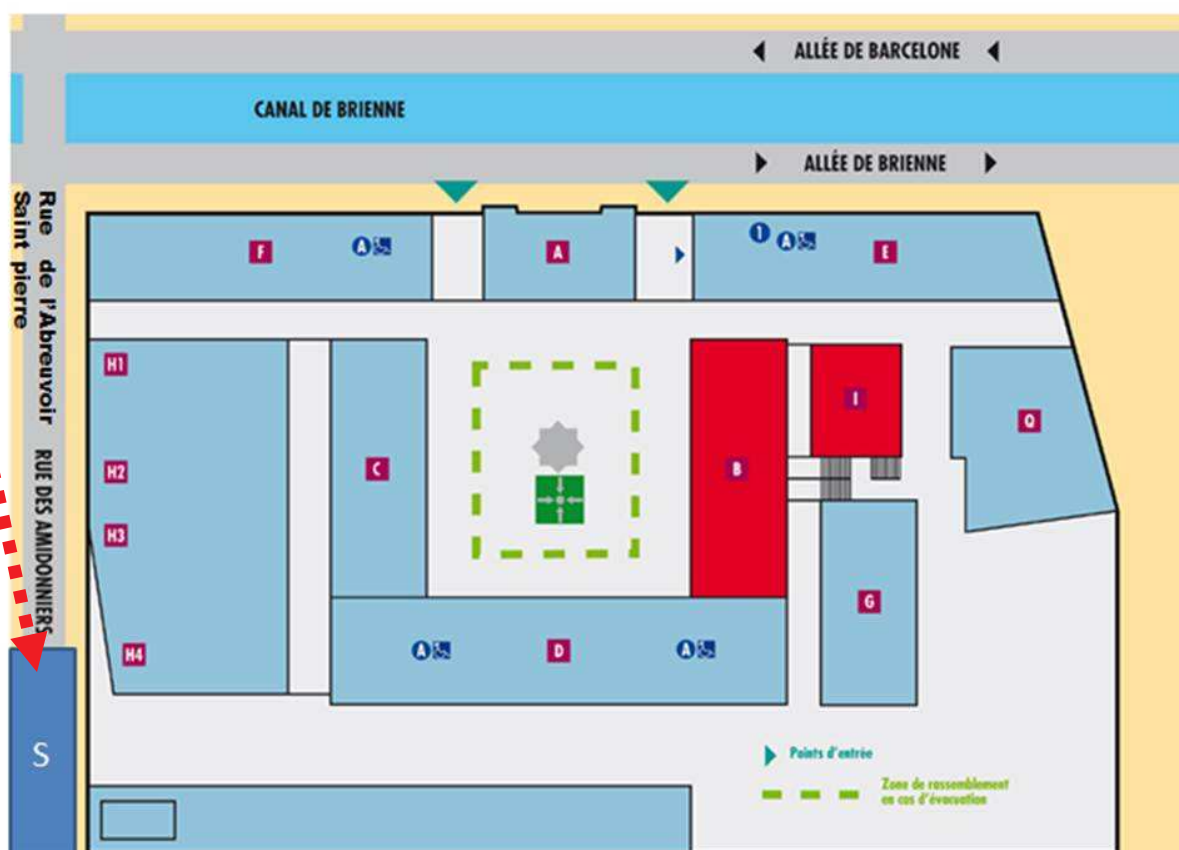 ALLÉE DE BARCELONE
CANAL DE BRIENNE
ALLÉE DE BRIENNE
Rue de l'Abreuvoir
Saint pierre
RUE DES AMIDONNIERS
F
A
A
1
A
E
H1
H2
H3
H4
C
B
I
Q
G
A
D
A
S
Points d'entrée
Zone de rassemblement
en cas d'évacuation